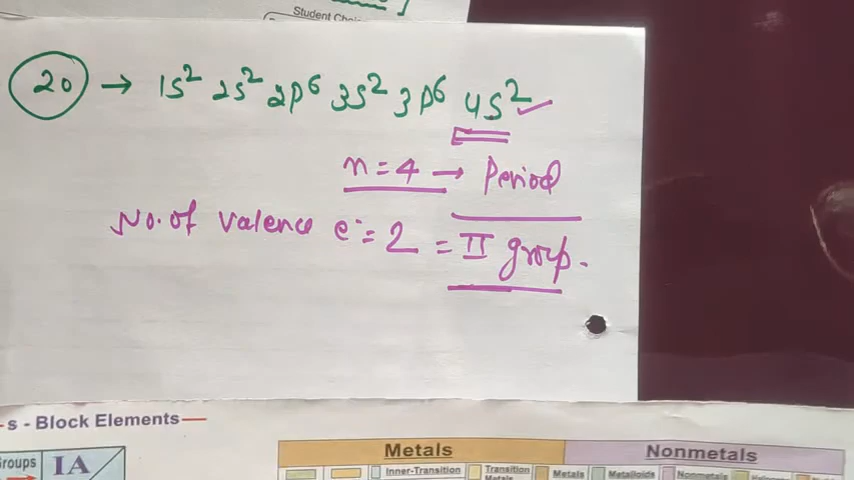 Student Choi
20 → 1s² 2s² 2p⁶ 3s² 3p⁶ 4s² ✓
n = 4 → Period
No. of valence e⁻ = 2 = II group.
s - Block Elements
Groups IA
Metals Nonmetals
Inner-Transition Transition Metals Metals Metalloids Nonmetals